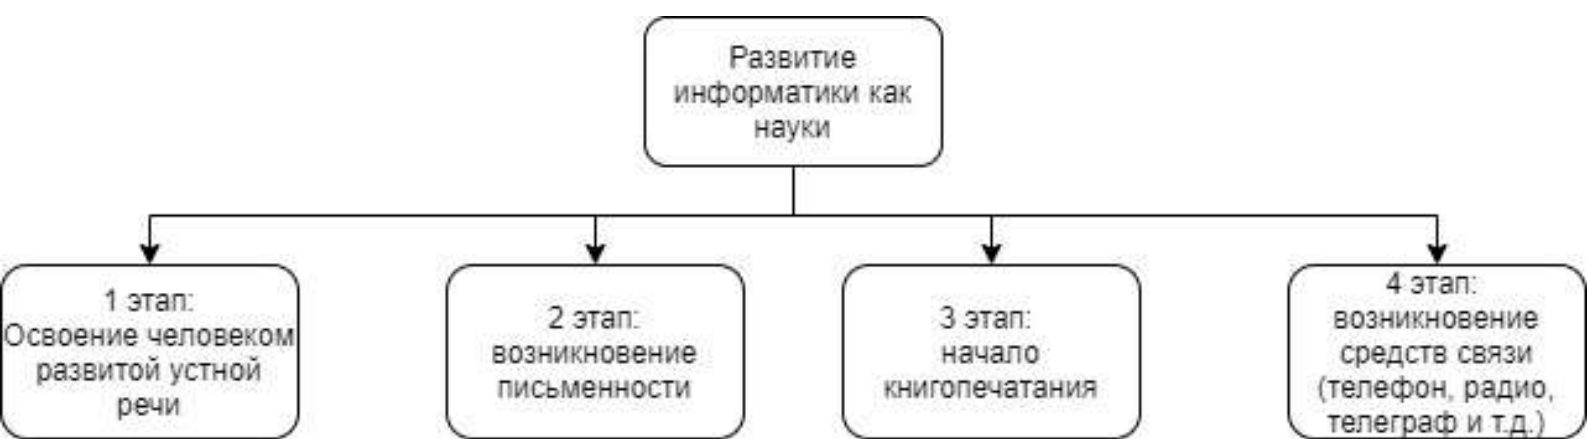 Развитие
информатики как
науки
1 этап:
Освоение человеком
развитой устной
речи
2 этап:
возникновение
письменности
3 этап:
начало
книгопечатания
4 этап:
возникновение
средств связи
(телефон, радио,
телеграф и т.д.)